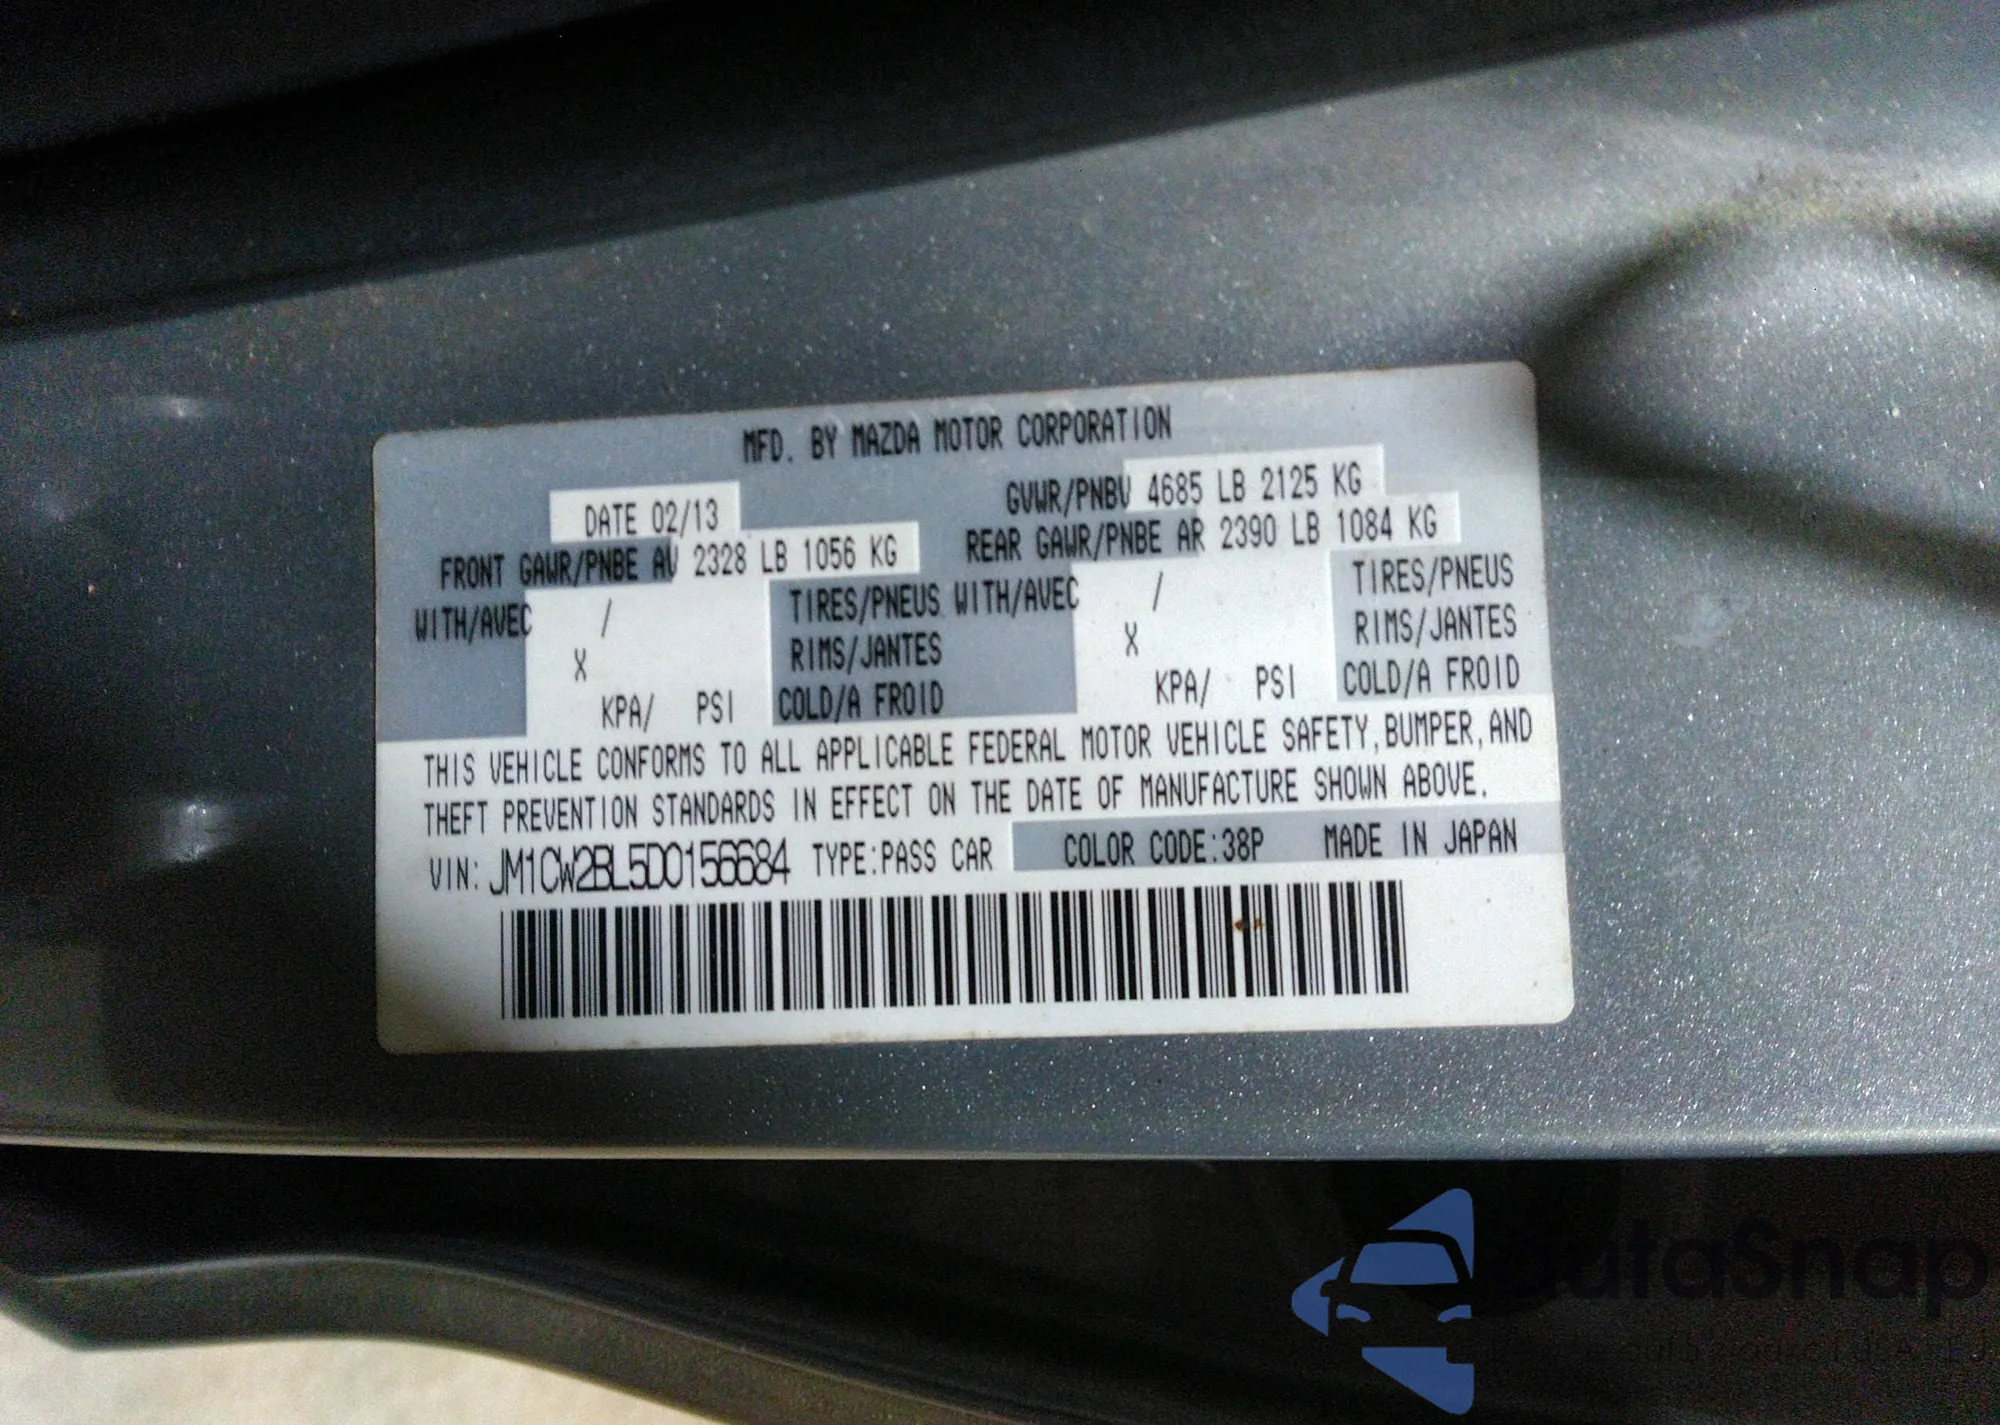 MFD. BY MAZDA MOTOR CORPORATION
DATE 02/13 GVWR/PNBV 4685 LB 2125 KG
FRONT GAWR/PNBE AV 2328 LB 1056 KG REAR GAWR/PNBE AR 2390 LB 1084 KG
WITH/AVEC / TIRES/PNEUS WITH/AVEC / TIRES/PNEUS
X RIMS/JANTES X RIMS/JANTES
KPA/ PSI COLD/A FROID KPA/ PSI COLD/A FROID
THIS VEHICLE CONFORMS TO ALL APPLICABLE FEDERAL MOTOR VEHICLE SAFETY, BUMPER, AND
THEFT PREVENTION STANDARDS IN EFFECT ON THE DATE OF MANUFACTURE SHOWN ABOVE.
VIN: JM1CW2BL5D0156684 TYPE:PASS CAR COLOR CODE:38P MADE IN JAPAN
autaSnap